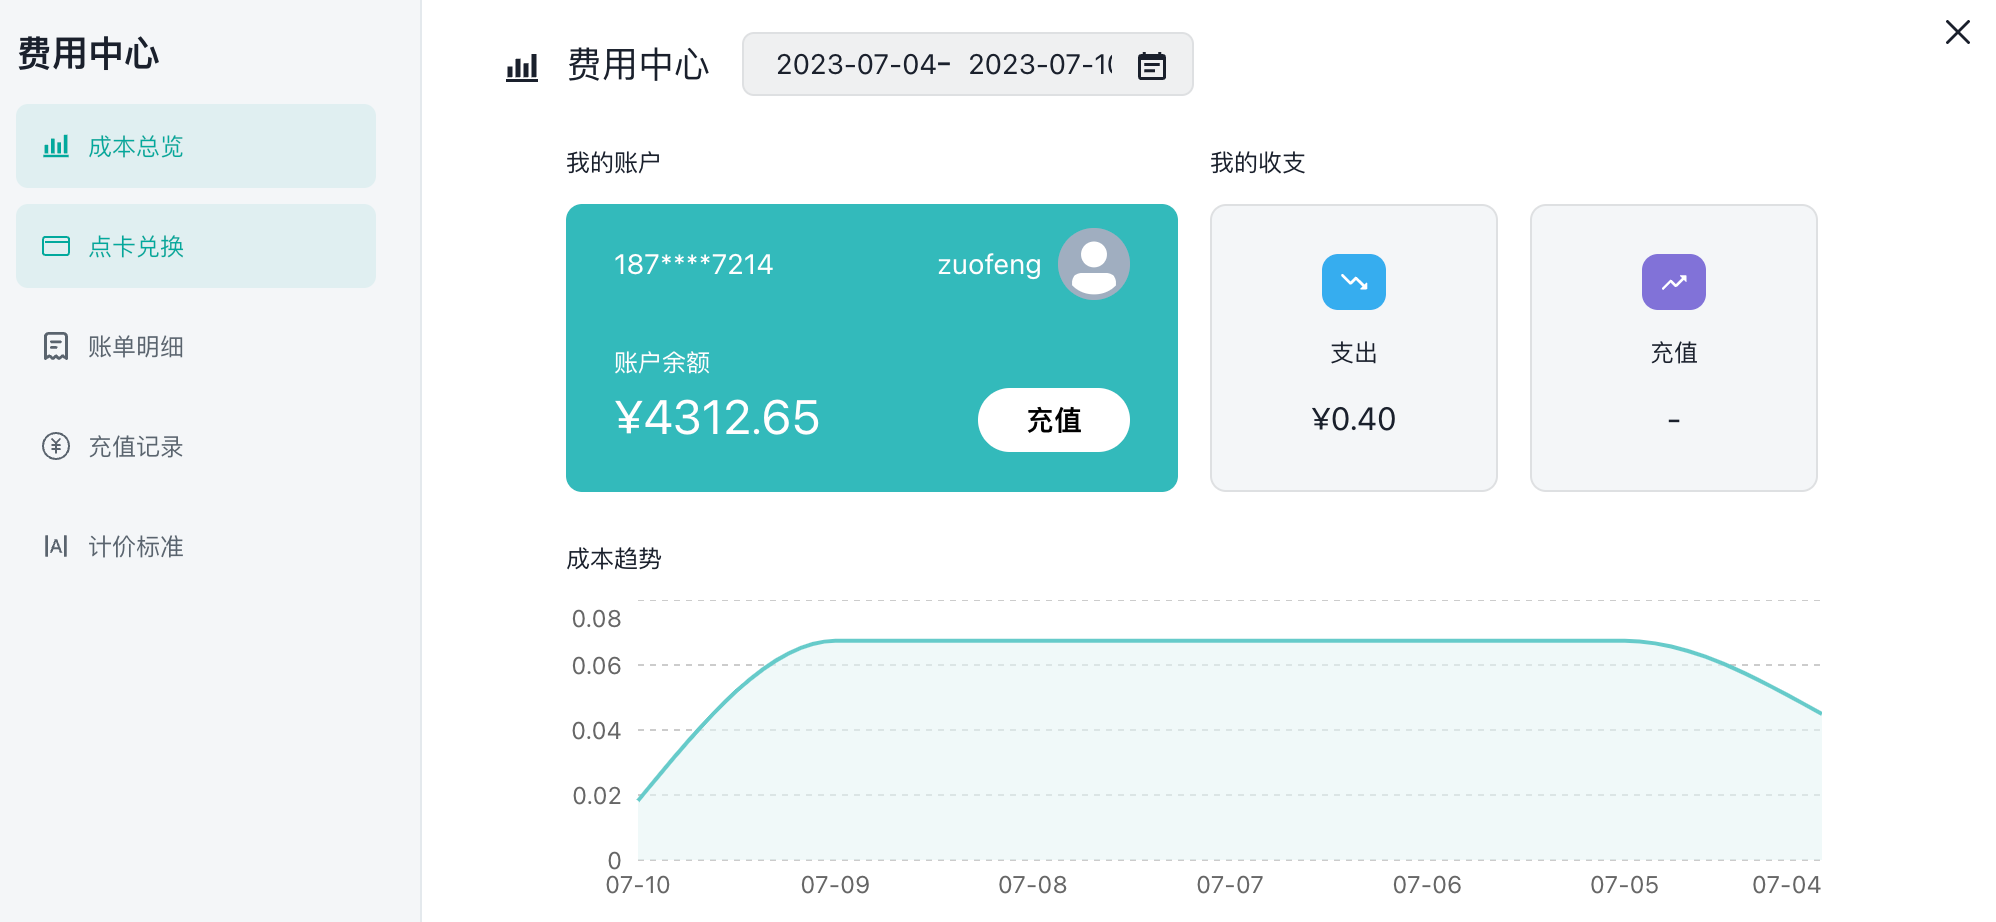 费用中心
成本总览
点卡兑换
账单明细
充值记录
计价标准
费用中心
2023-07-04- 2023-07-10
我的账户
187****7214
zuofeng
账户余额
¥4312.65
充值
我的收支
支出
¥0.40
充值
-
成本趋势
0.08
0.06
0.04
0.02
0
07-10 07-09 07-08 07-07 07-06 07-05 07-04